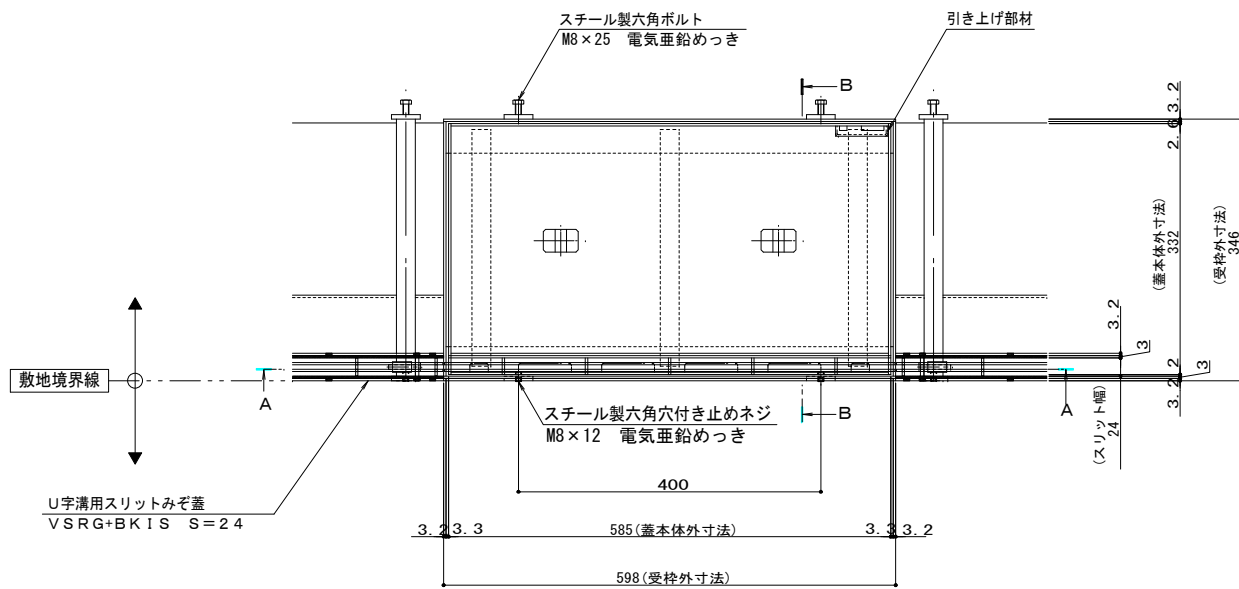 スチール製六角ボルト
M8×25 電気亜鉛めっき
引き上げ部材
B
3.2
2.6
(蓋本体外寸法)
332
(受枠外寸法)
346
3.2
3
3
3.2
3.2
(スリット幅)
24
敷地境界線
A
A
スチール製六角穴付き止めネジ
M8×12 電気亜鉛めっき
B
400
U字溝用スリットみぞ蓋
VSRG+BKIS S=24
3.2
3.3
585(蓋本体外寸法)
3.3
3.2
598(受枠外寸法)